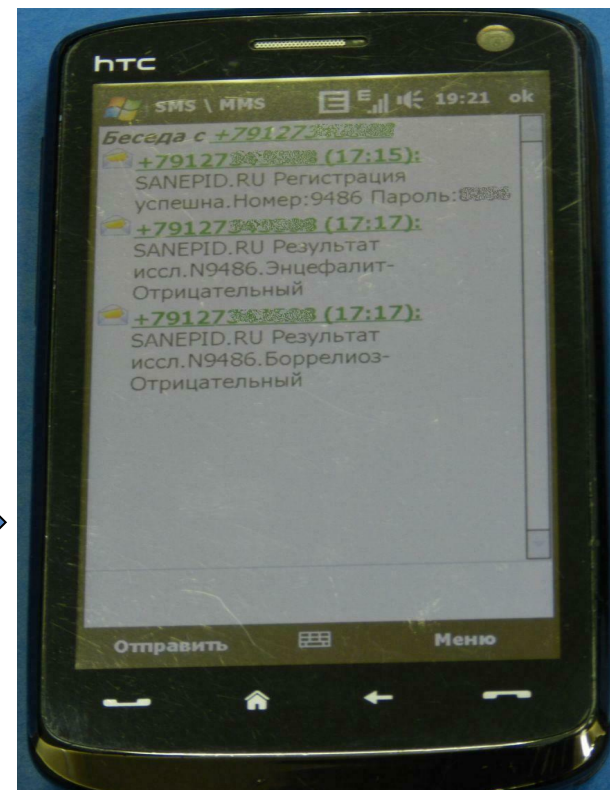 hTC
SMS \ MMS E E 19:21 ok
Беседа с +79127
+79127 (17:15):
SANEPID.RU Регистрация
успешна.Номер:9486 Пароль:
+79127 (17:17):
SANEPID.RU Результат
иссл.N9486.Энцефалит-
Отрицательный
+79127 (17:17):
SANEPID.RU Результат
иссл.N9486.Боррелиоз-
Отрицательный
Отправить Меню